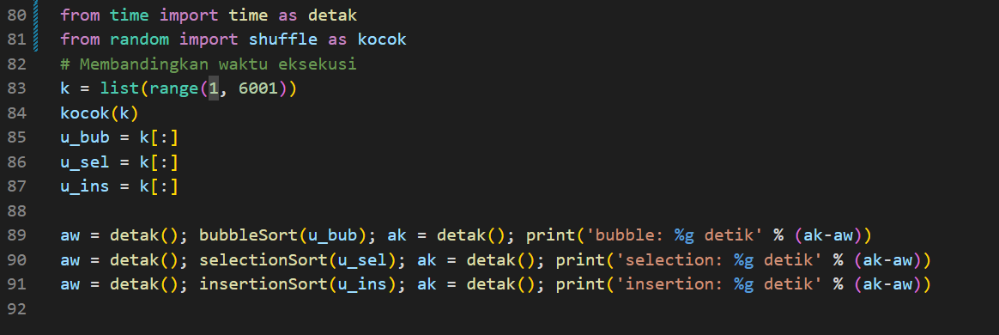 80 from time import time as detak
81 from random import shuffle as kocok
82 # Membandingkan waktu eksekusi
83 k = list(range(1, 6001))
84 kocok(k)
85 u_bub = k[:]
86 u_sel = k[:]
87 u_ins = k[:]
88
89 aw = detak(); bubbleSort(u_bub); ak = detak(); print('bubble: %g detik' % (ak-aw))
90 aw = detak(); selectionSort(u_sel); ak = detak(); print('selection: %g detik' % (ak-aw))
91 aw = detak(); insertionSort(u_ins); ak = detak(); print('insertion: %g detik' % (ak-aw))
92